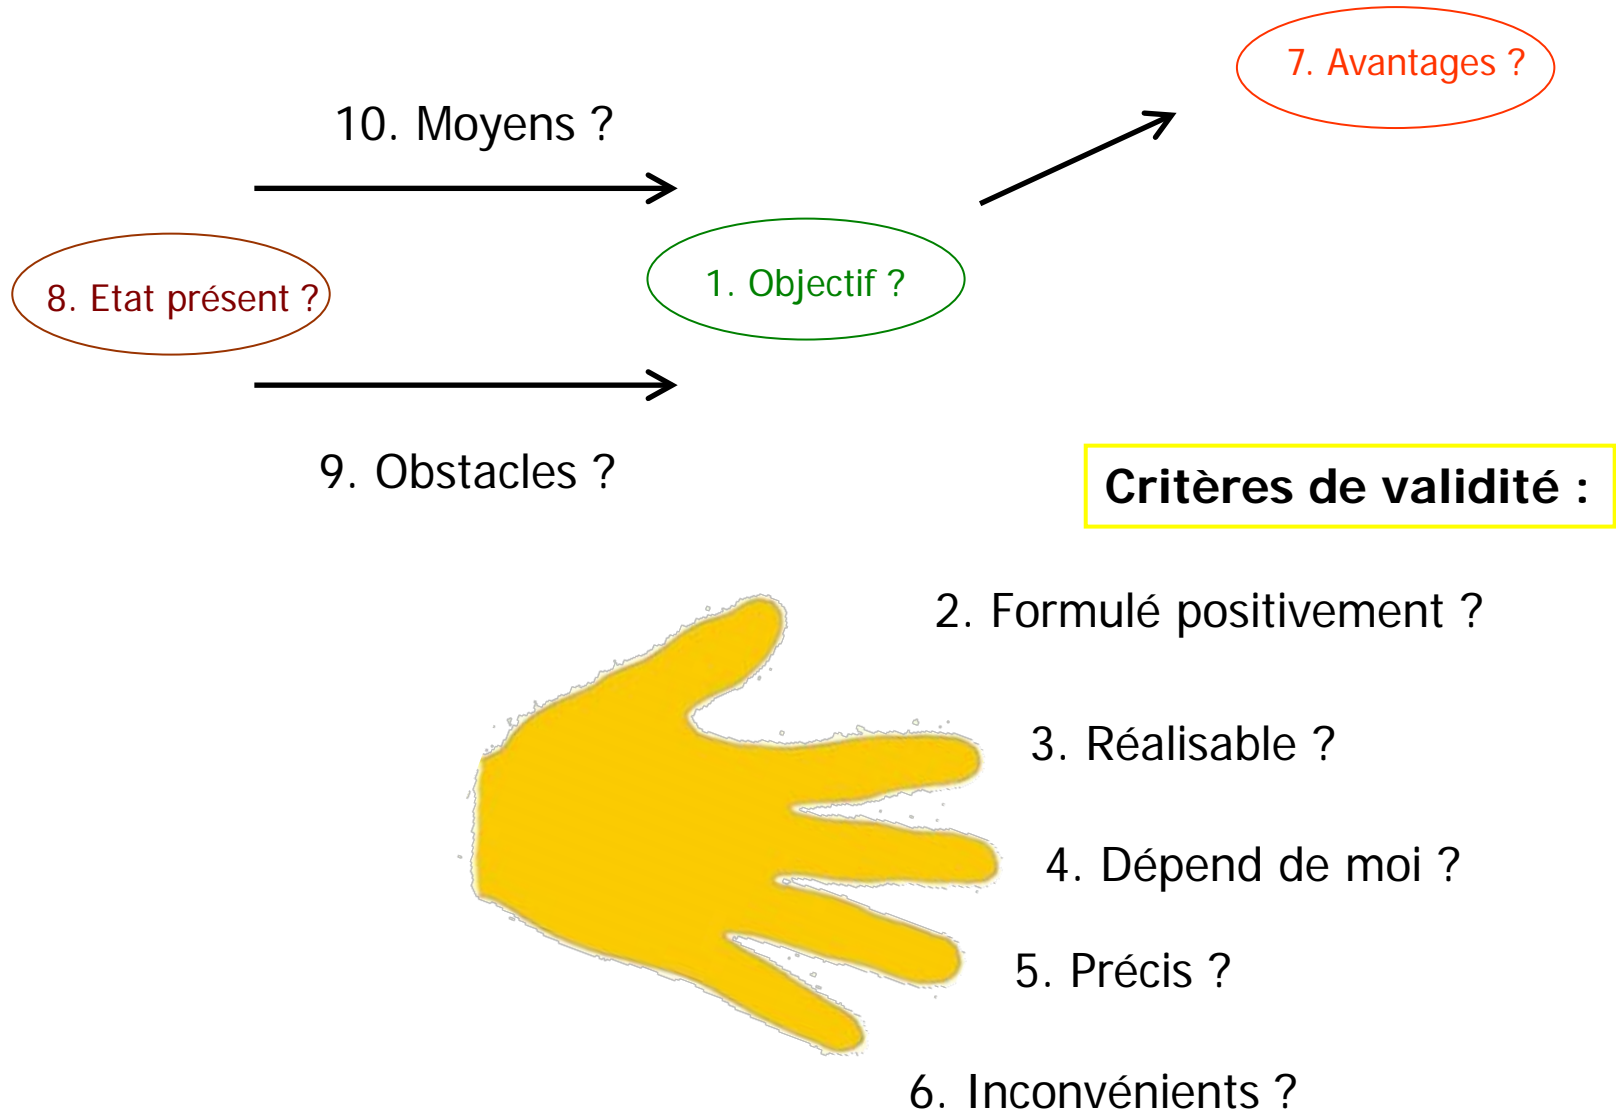 7. Avantages ?
10. Moyens ?
8. Etat présent ?
1. Objectif ?
9. Obstacles ?
Critères de validité :
2. Formulé positivement ?
3. Réalisable ?
4. Dépend de moi ?
5. Précis ?
6. Inconvénients ?